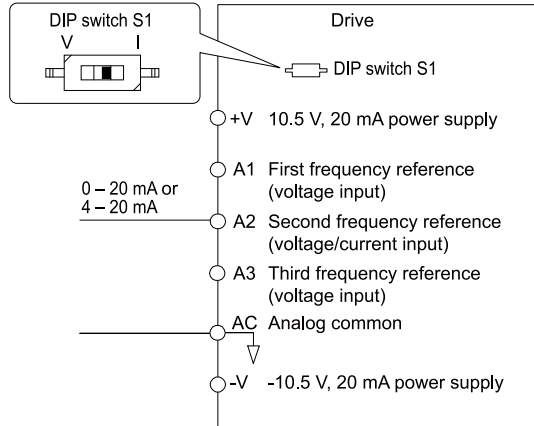 DIP switch S1
V I
Drive
DIP switch S1
+V 10.5 V, 20 mA power supply
A1 First frequency reference
(voltage input)
0 – 20 mA or
4 – 20 mA
A2 Second frequency reference
(voltage/current input)
A3 Third frequency reference
(voltage input)
AC Analog common
-V -10.5 V, 20 mA power supply